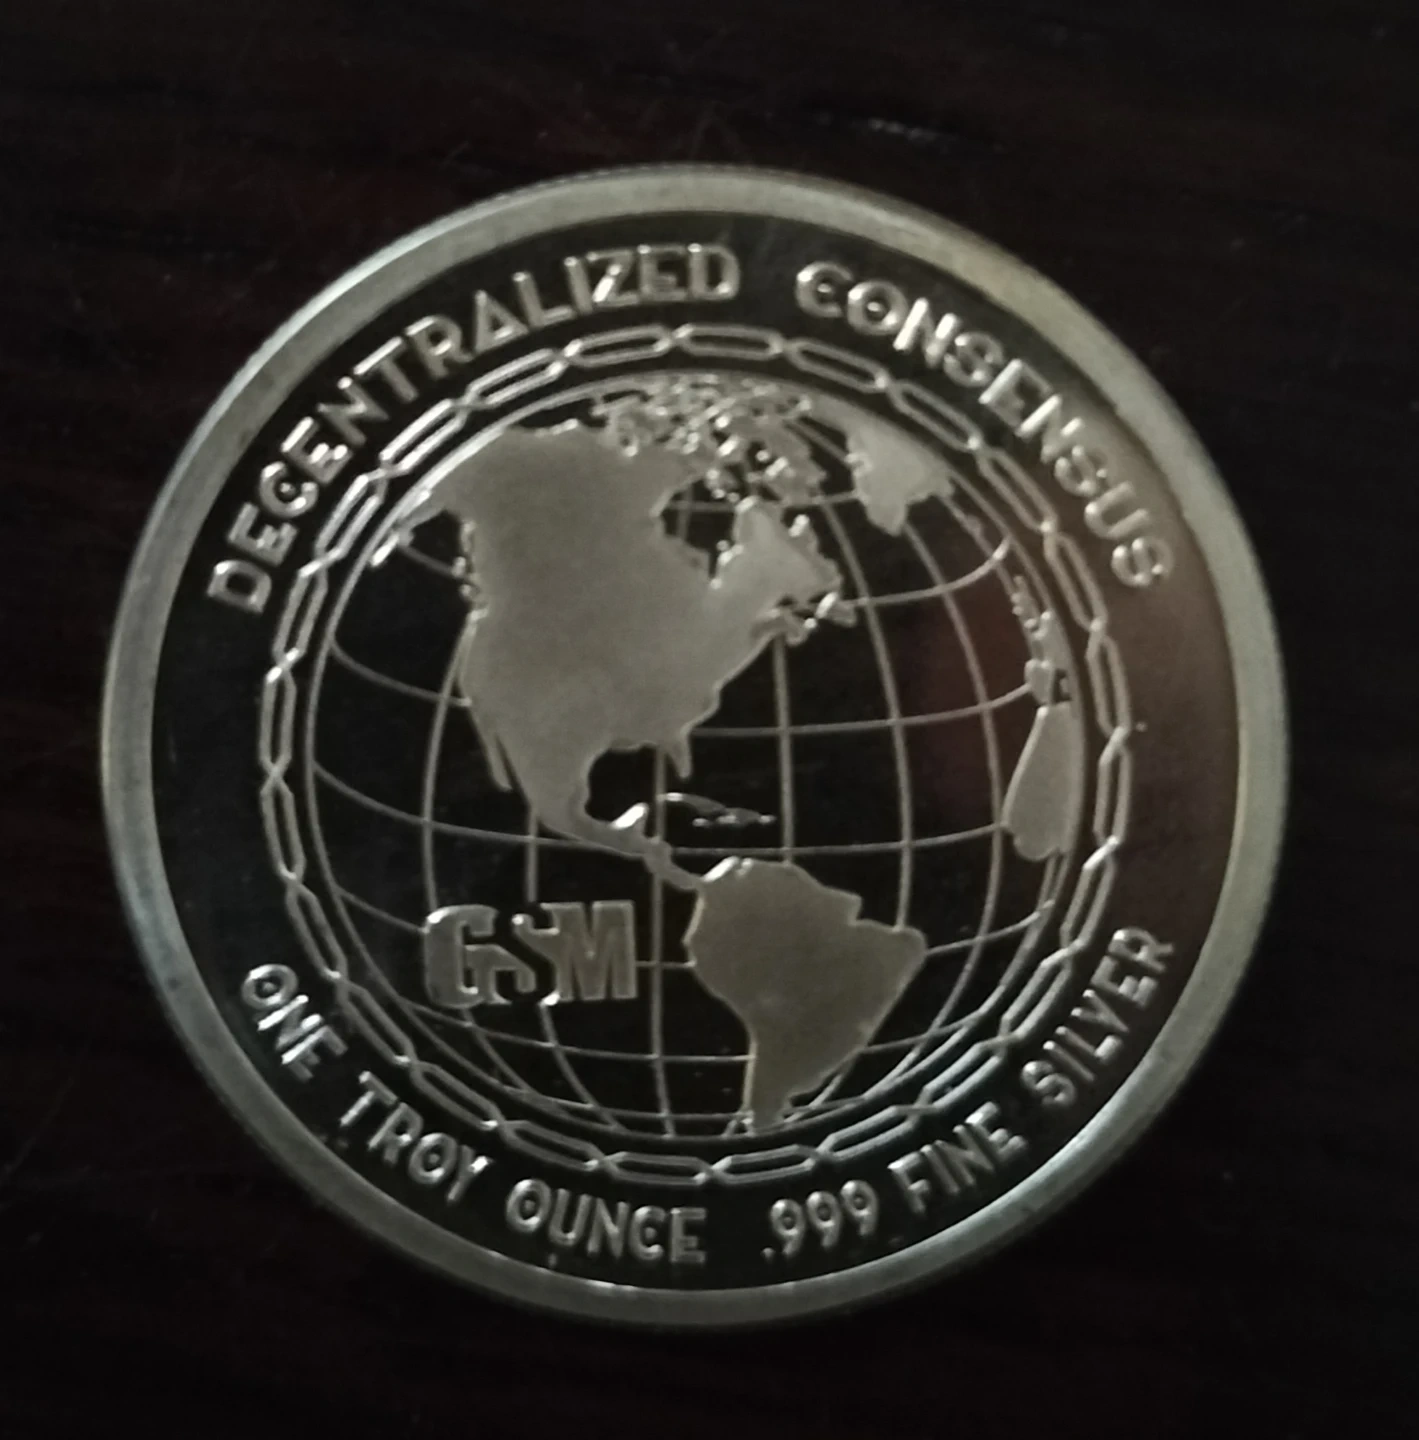 DECENTRALIZED CONSENSUS
GSM
ONE TROY OUNCE .999 FINE SILVER